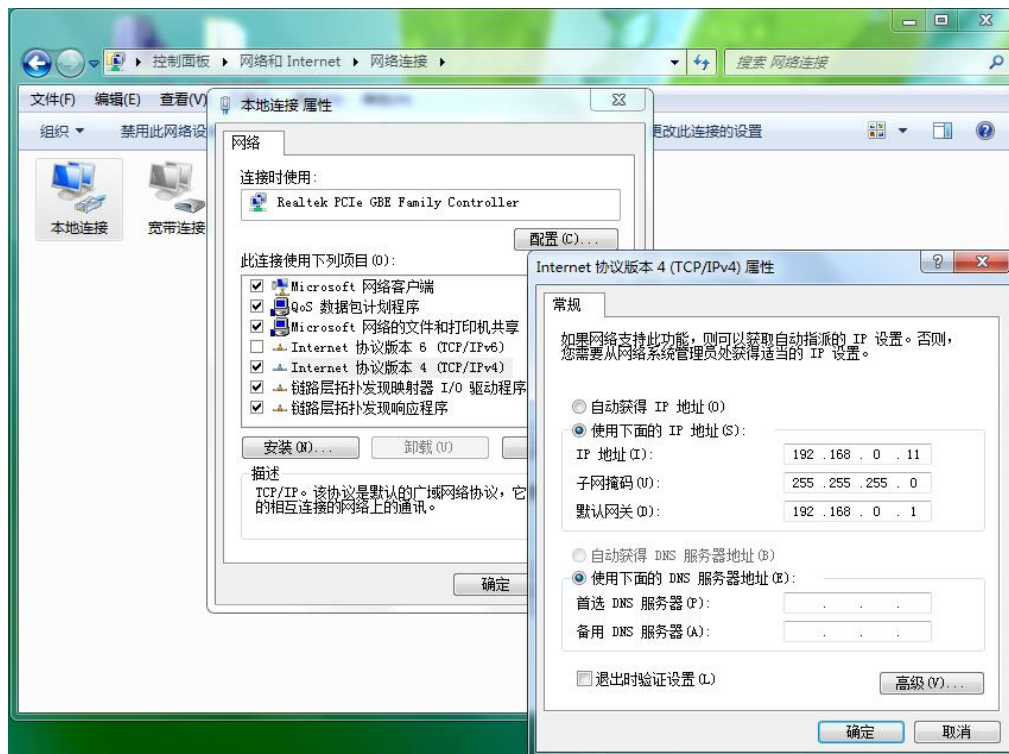 控制面板 网络和 Internet 网络连接
搜索 网络连接
文件(F) 编辑(E) 查看(V)
组织 禁用此网络设
更改此连接的设置
本地连接
宽带连接
本地连接 属性
网络
连接时使用:
Realtek PCIe GBE Family Controller
配置(C)...
此连接使用下列项目(O):
Microsoft 网络客户端
QoS 数据包计划程序
Microsoft 网络的文件和打印机共享
Internet 协议版本 6 (TCP/IPv6)
Internet 协议版本 4 (TCP/IPv4)
链路层拓扑发现映射器 I/O 驱动程序
链路层拓扑发现响应程序
安装(N)... 卸载(U)
描述
TCP/IP。该协议是默认的广域网络协议，它
的相互连接的网络上的通讯。
确定
Internet 协议版本 4 (TCP/IPv4) 属性
常规
如果网络支持此功能，则可以获取自动指派的 IP 设置。否则，
您需要从网络系统管理员处获得适当的 IP 设置。
自动获得 IP 地址(O)
使用下面的 IP 地址(S):
IP 地址(I): 192 .168 . 0 . 11
子网掩码(U): 255 .255 .255 . 0
默认网关(D): 192 .168 . 0 . 1
自动获得 DNS 服务器地址(B)
使用下面的 DNS 服务器地址(E):
首选 DNS 服务器(P): . . .
备用 DNS 服务器(A): . . .
退出时验证设置(L)
高级(V)...
确定 取消